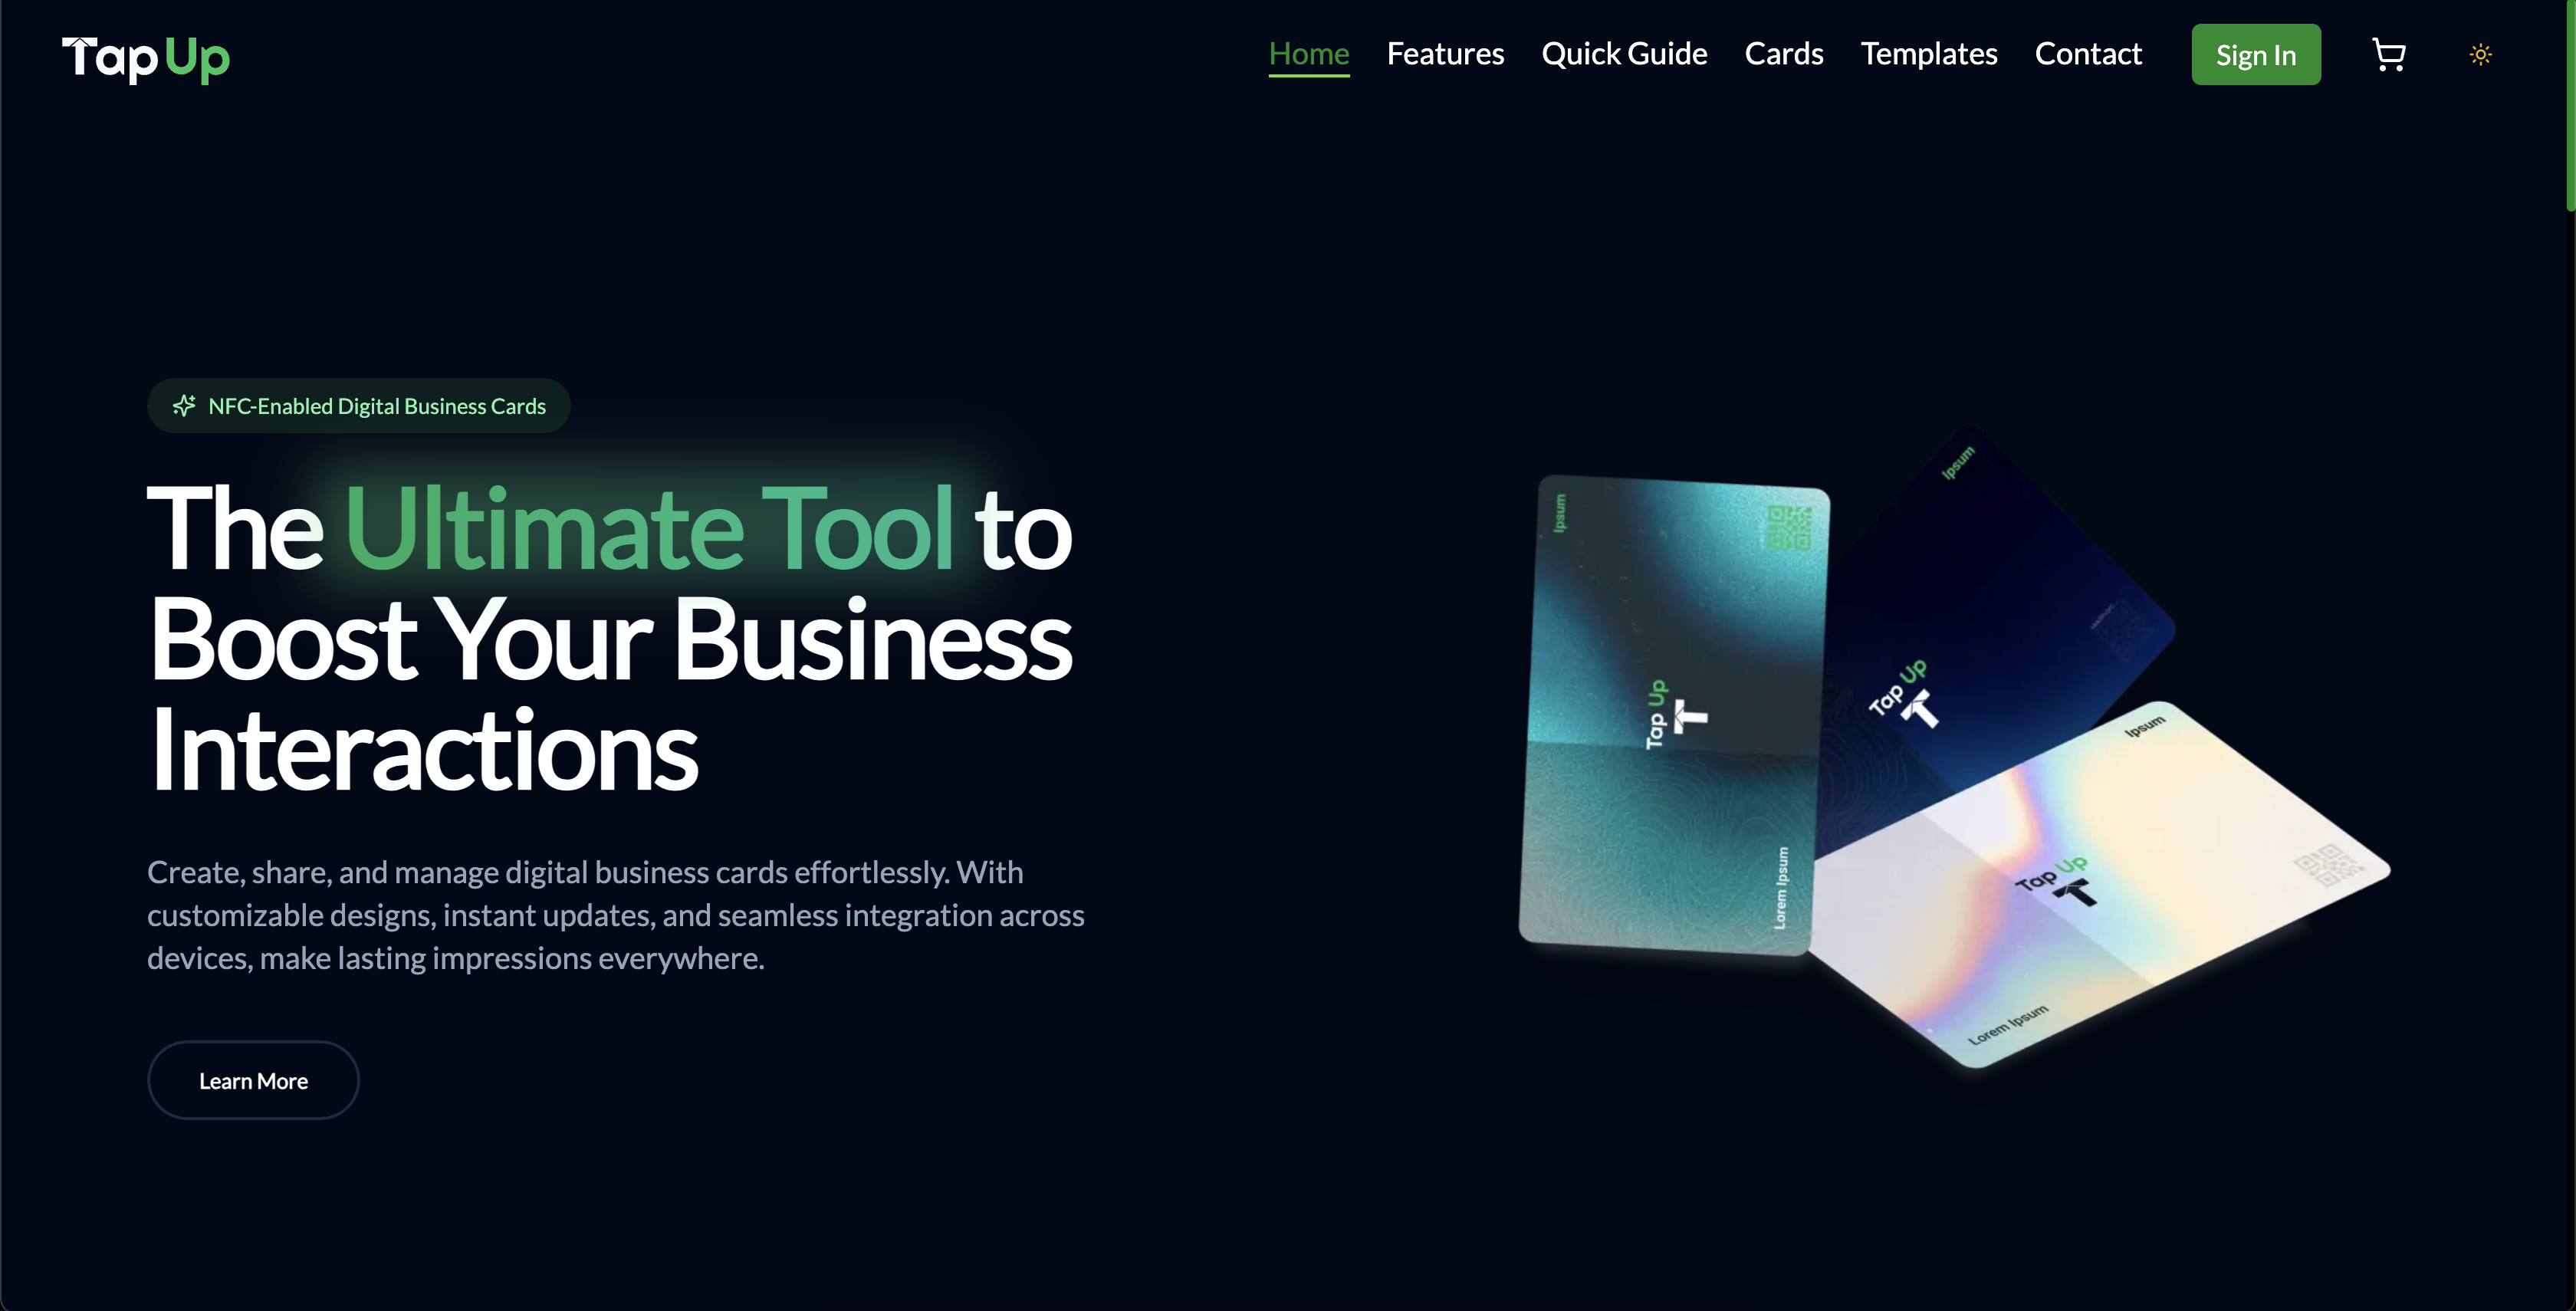 Tap Up
Home
Features
Quick Guide
Cards
Templates
Contact
Sign In
NFC-Enabled Digital Business Cards
The Ultimate Tool to
Boost Your Business
Interactions
Create, share, and manage digital business cards effortlessly. With
customizable designs, instant updates, and seamless integration across
devices, make lasting impressions everywhere.
Learn More
Ipsum
Tap Up
Lorem Ipsum
Ipsum
Tap Up
Ipsum
Tap Up
Lorem Ipsum